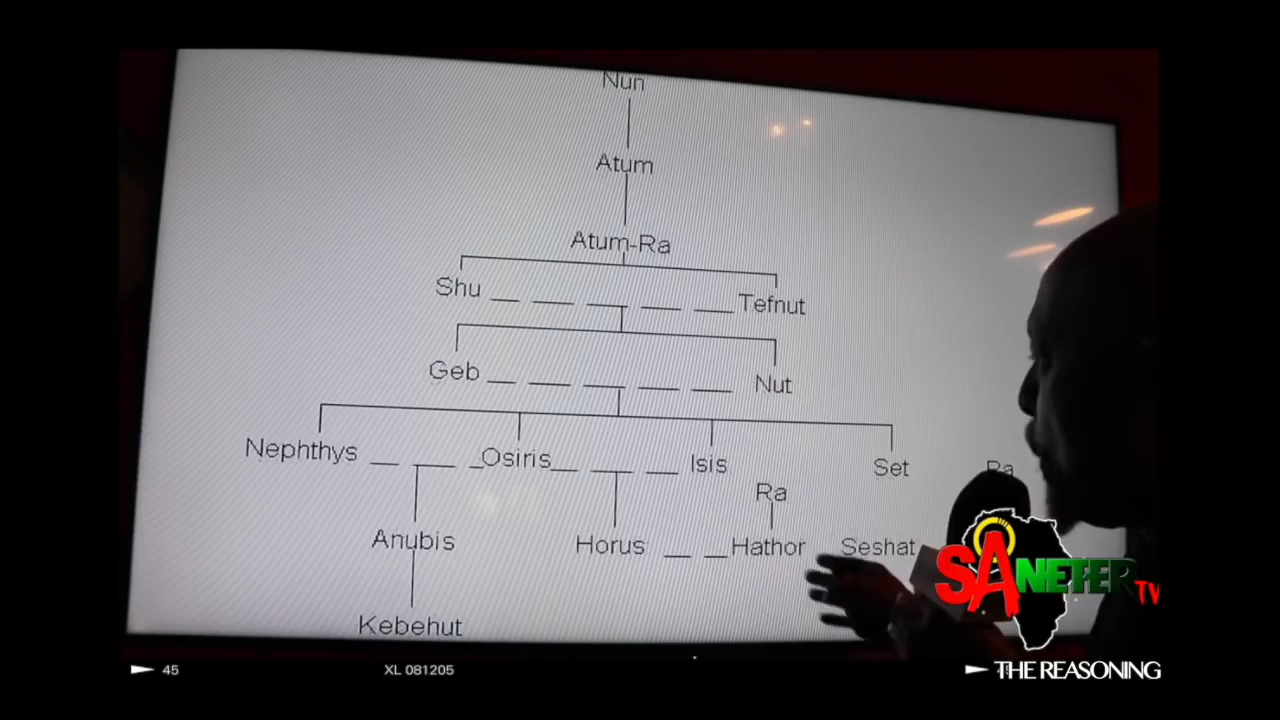 Nun
Atum
Atum-Ra
Shu Tefnut
Geb Nut
Nephthys Osiris Isis Set Ra
Ra
Anubis Horus Hathor Seshat
Kebehut
SANETER TV
45 XL 081205
THE REASONING